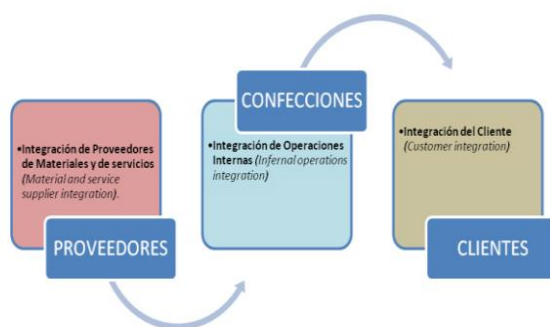 •Integración de Proveedores
de Materiales y de servicios
(Material and service
supplier integration).
PROVEEDORES
CONFECCIONES
•Integración de Operaciones
Internas (Infernal operations
integration)
•Integración del Cliente
(Customer integration)
CLIENTES